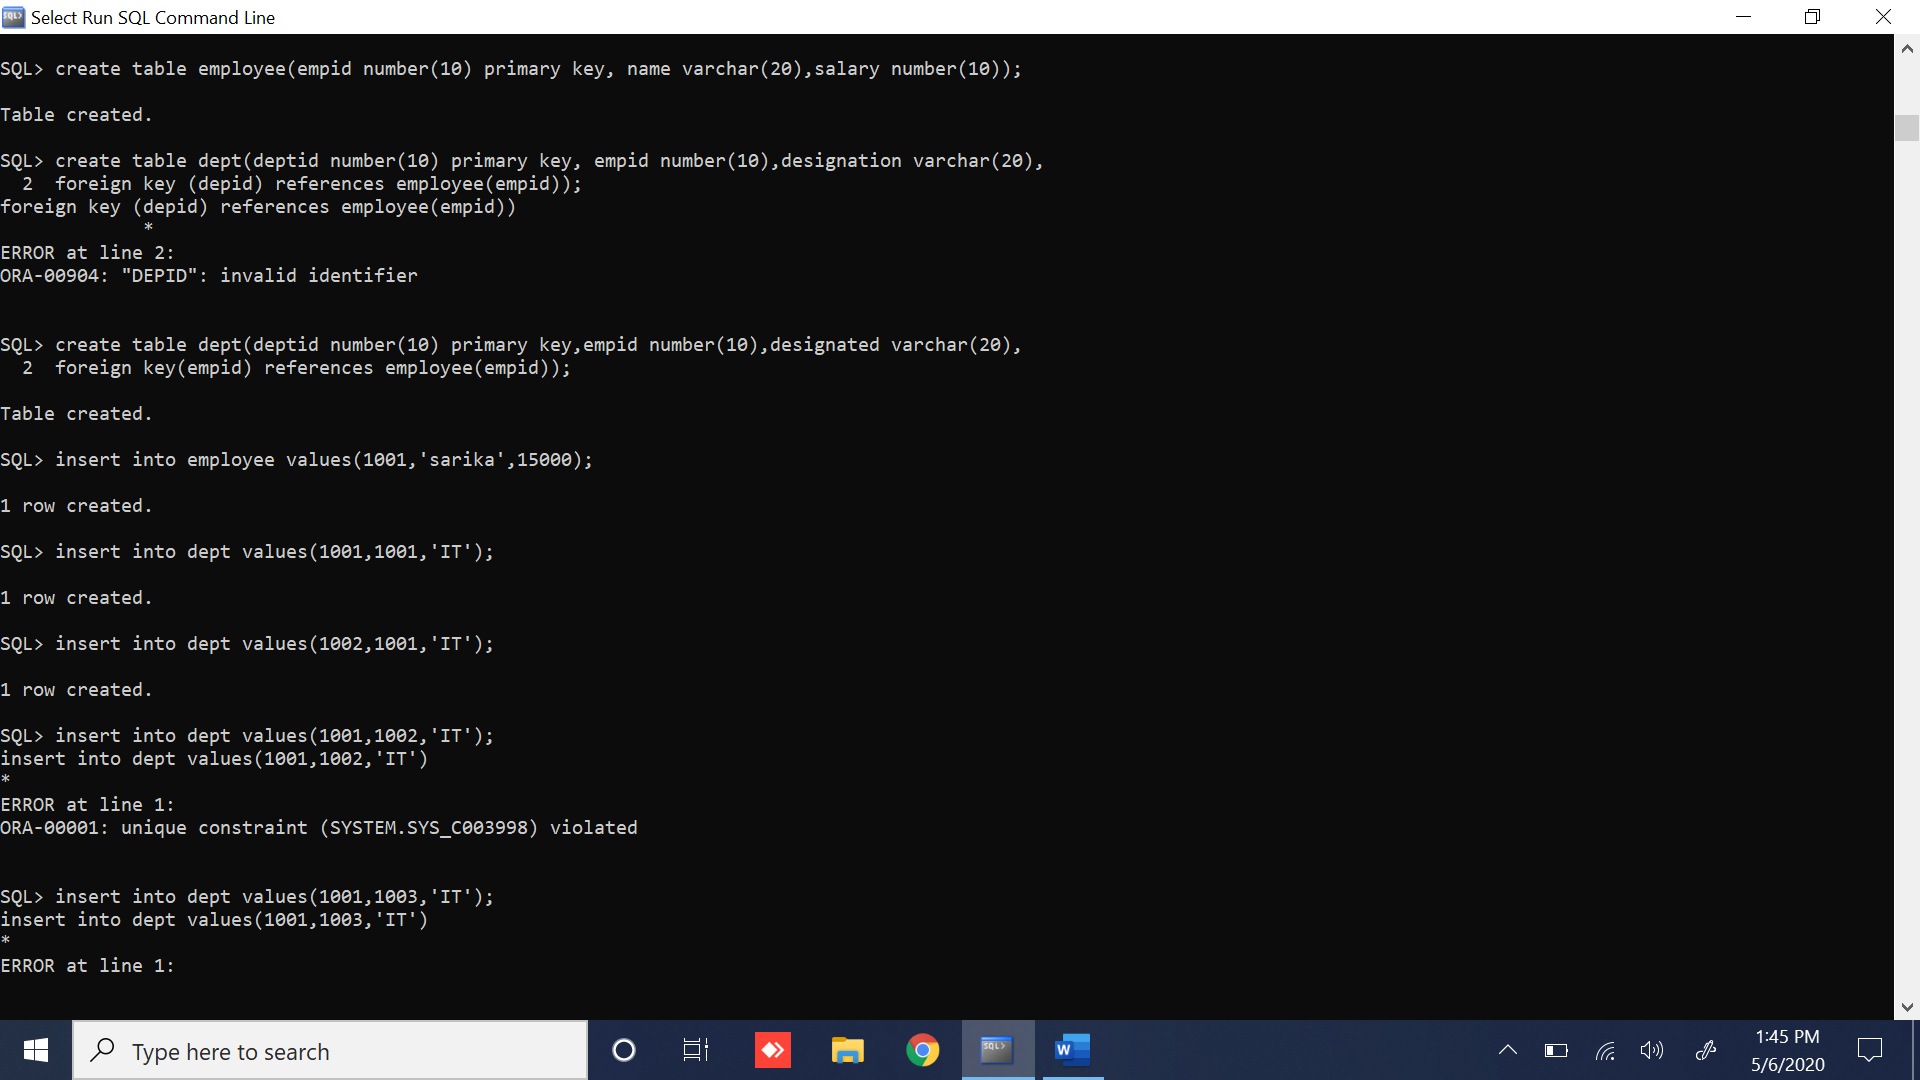 Select Run SQL Command Line
SQL> create table employee(empid number(10) primary key, name varchar(20),salary number(10));
Table created.
SQL> create table dept(deptid number(10) primary key, empid number(10),designation varchar(20),
  2  foreign key (depid) references employee(empid));
foreign key (depid) references employee(empid))
*
ERROR at line 2:
ORA-00904: "DEPID": invalid identifier
SQL> create table dept(deptid number(10) primary key,empid number(10),designated varchar(20),
  2  foreign key(empid) references employee(empid));
Table created.
SQL> insert into employee values(1001,'sarika',15000);
1 row created.
SQL> insert into dept values(1001,1001,'IT');
1 row created.
SQL> insert into dept values(1002,1001,'IT');
1 row created.
SQL> insert into dept values(1001,1002,'IT');
insert into dept values(1001,1002,'IT')
*
ERROR at line 1:
ORA-00001: unique constraint (SYSTEM.SYS_C003998) violated
SQL> insert into dept values(1001,1003,'IT');
insert into dept values(1001,1003,'IT')
*
ERROR at line 1:
Type here to search
1:45 PM
5/6/2020